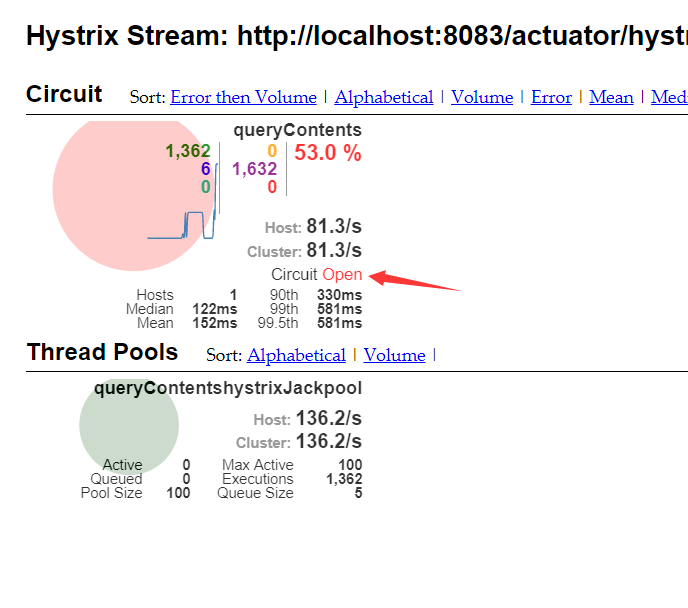 Hystrix Stream: http://localhost:8083/actuator/hystr
Circuit Sort: Error then Volume | Alphabetical | Volume | Error | Mean | Medi
queryContents
1,362 0 53.0 %
6 1,632
0 0
Host: 81.3/s
Cluster: 81.3/s
Circuit Open
Hosts 1 90th 330ms
Median 122ms 99th 581ms
Mean 152ms 99.5th 581ms
Thread Pools Sort: Alphabetical | Volume |
queryContentshystrixJackpool
Host: 136.2/s
Cluster: 136.2/s
Active 0 Max Active 100
Queued 0 Executions 1,362
Pool Size 100 Queue Size 5